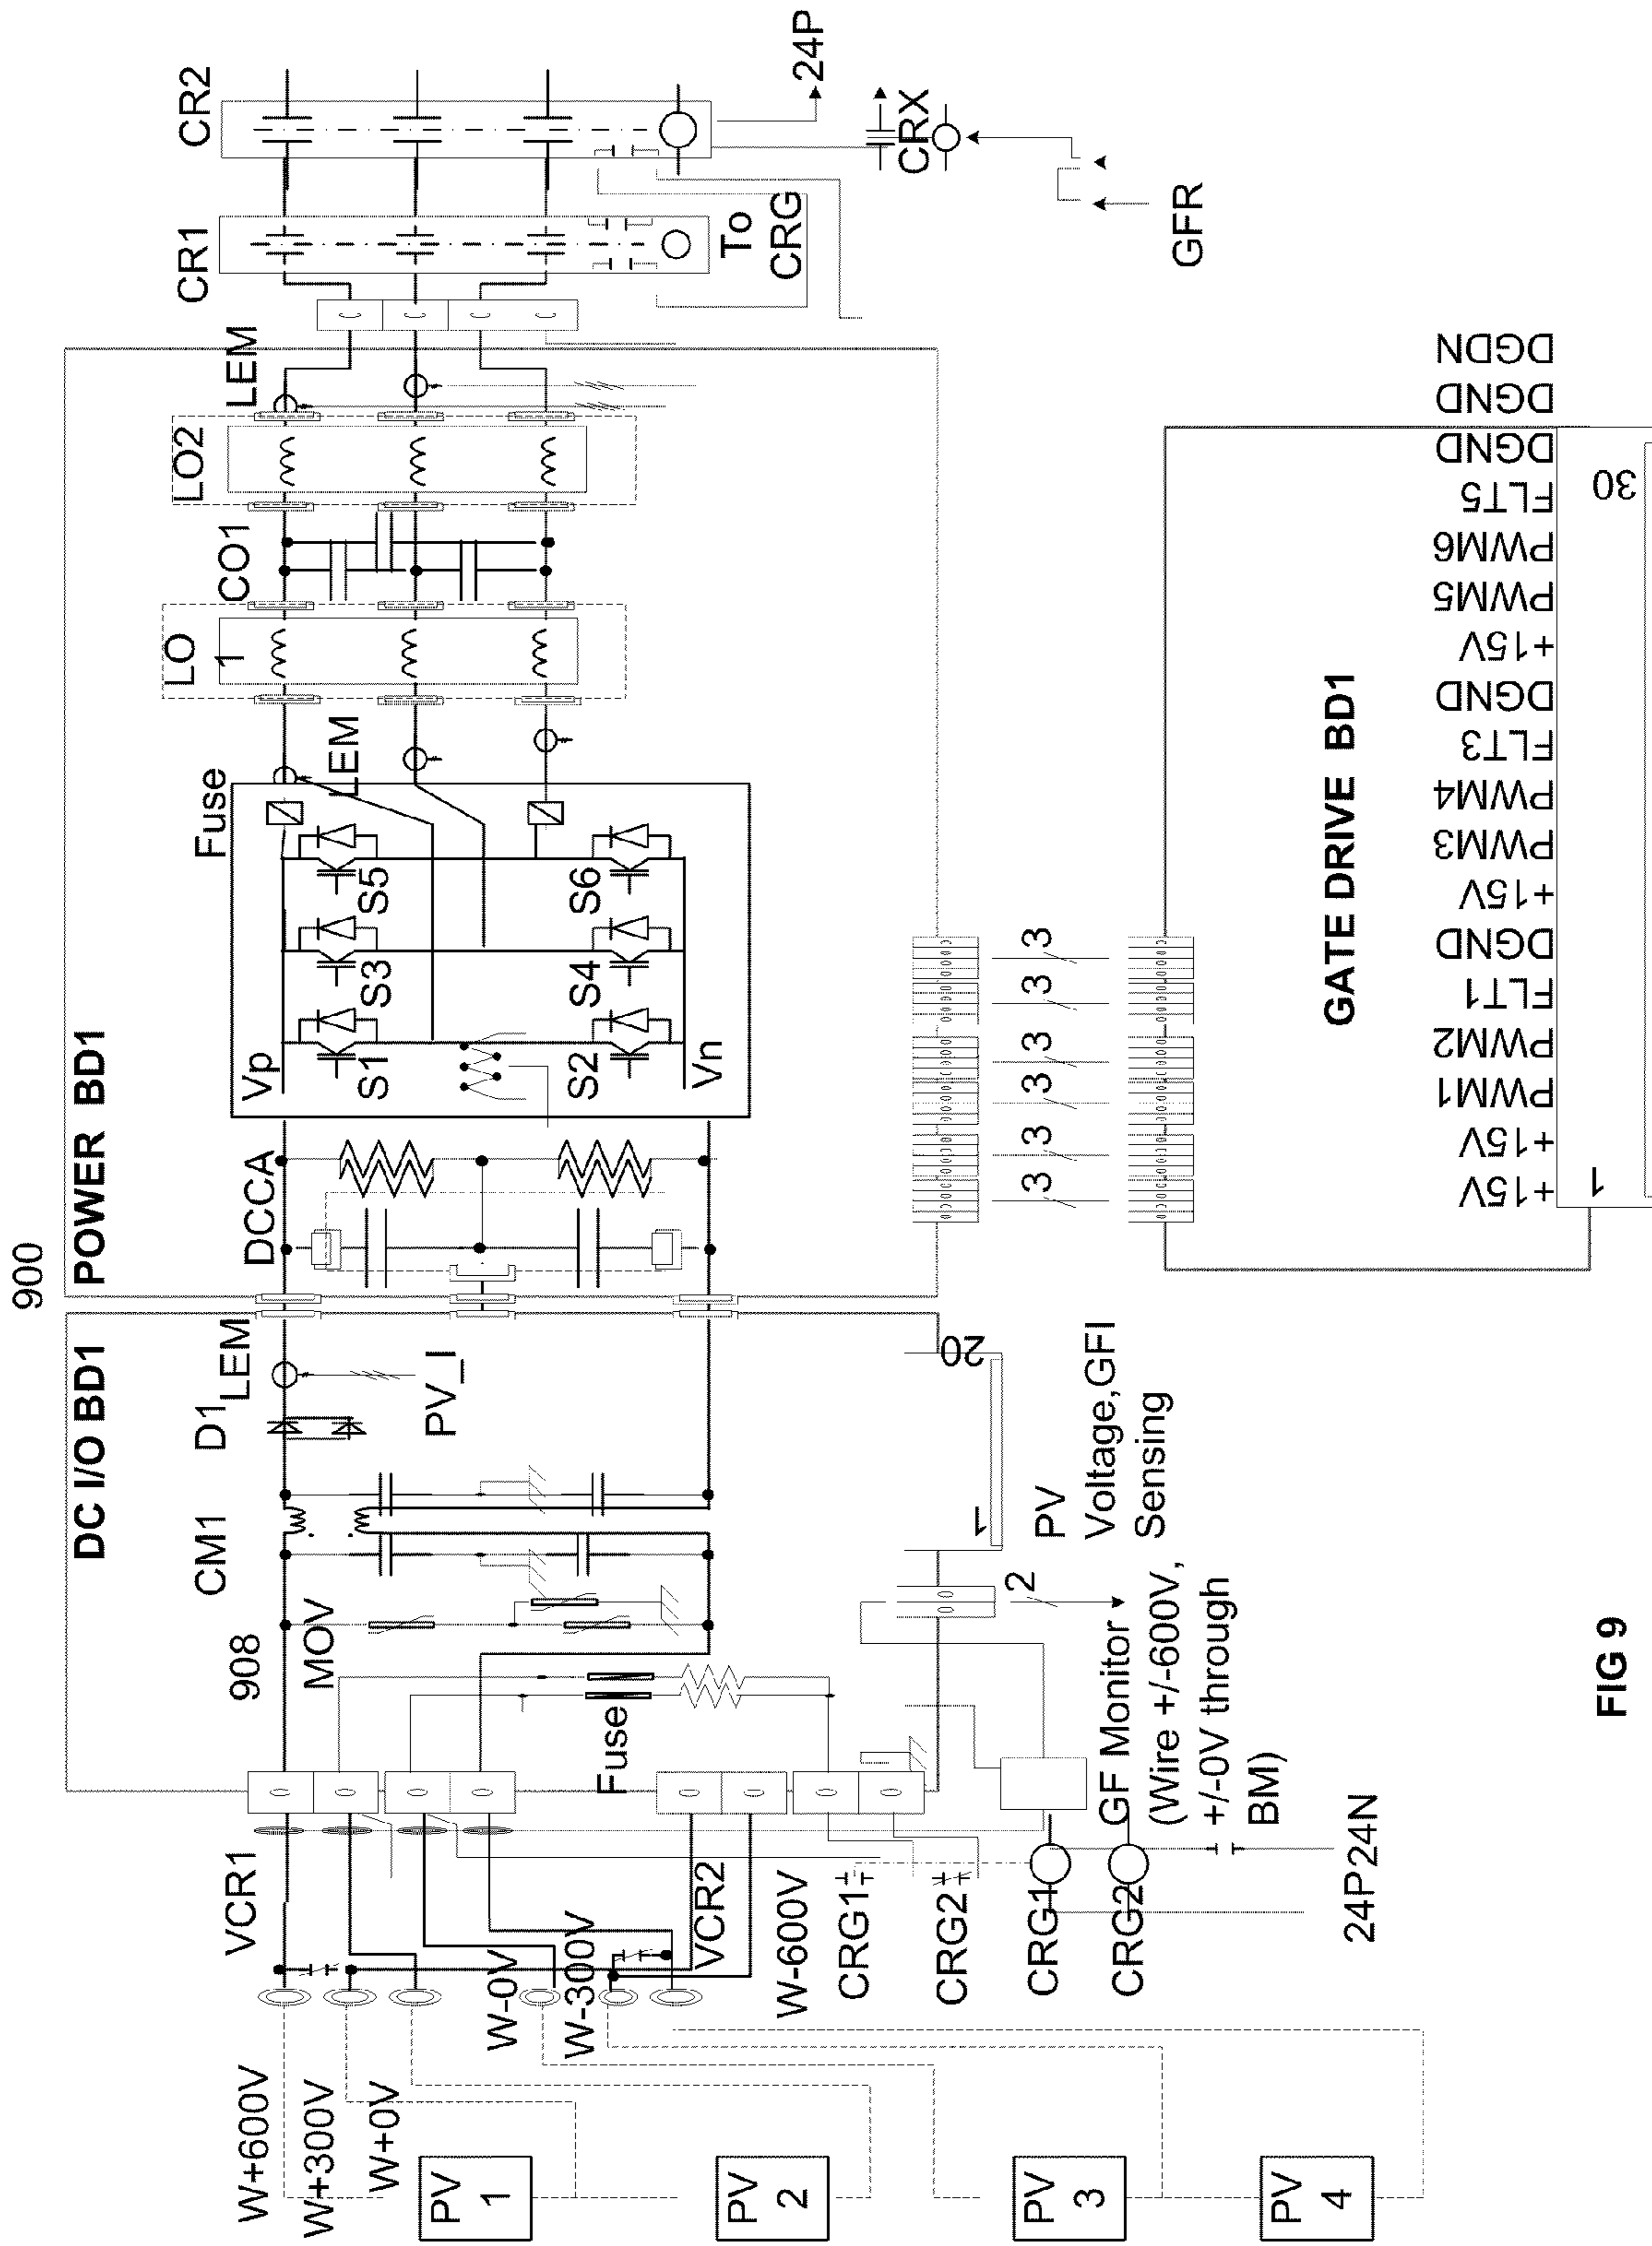 900
DC I/O BD1
POWER BD1
W+600V
W+300V
W+0V
PV
1
PV
2
PV
3
PV
4
W-0V
W-300V
W-600V
VCR1
VCR2
908
MOV
Fuse
CM1
D1
LEM
PV_I
CRG1
CRG2
CRG1
CRG2
24P24N
GF Monitor
(Wire +/-600V,
+/-0V through
BM)
2
PV
Voltage,GFI
Sensing
1
20
DCCA
Vp
Vn
S1
S3
S5
S2
S4
S6
Fuse
LEM
LO
1
CO1
LO2
LEM
CR1
CR2
To
CRG
24P
CRX
GFR
3
3
3
3
3
3
GATE DRIVE BD1
+15V
+15V
PWM1
PWM2
FLT1
DGND
+15V
PWM3
PWM4
FLT3
DGND
+15V
PWM5
PWM6
FLT5
DGND
DGND
DGDN
1
30
FIG 9